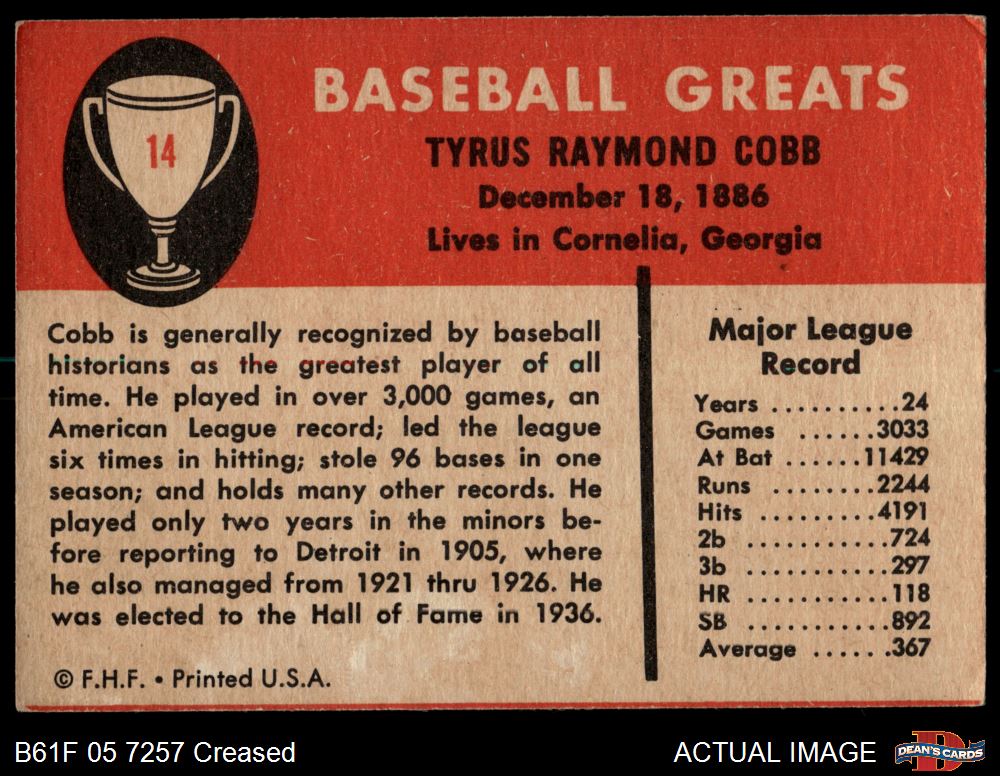 14
BASEBALL GREATS
TYRUS RAYMOND COBB
December 18, 1886
Lives in Cornelia, Georgia
Cobb is generally recognized by baseball
historians as the greatest player of all
time. He played in over 3,000 games, an
American League record; led the league
six times in hitting; stole 96 bases in one
season; and holds many other records. He
played only two years in the minors be-
fore reporting to Detroit in 1905, where
he also managed from 1921 thru 1926. He
was elected to the Hall of Fame in 1936.
© F.H.F. • Printed U.S.A.
Major League
Record
Years ..........24
Games ......3033
At Bat ......11429
Runs ........2244
Hits .........4191
2b ...........724
3b ...........297
HR ...........118
SB ...........892
Average ......367
B61F 05 7257 Creased
ACTUAL IMAGE
D
DEAN'S CARDS